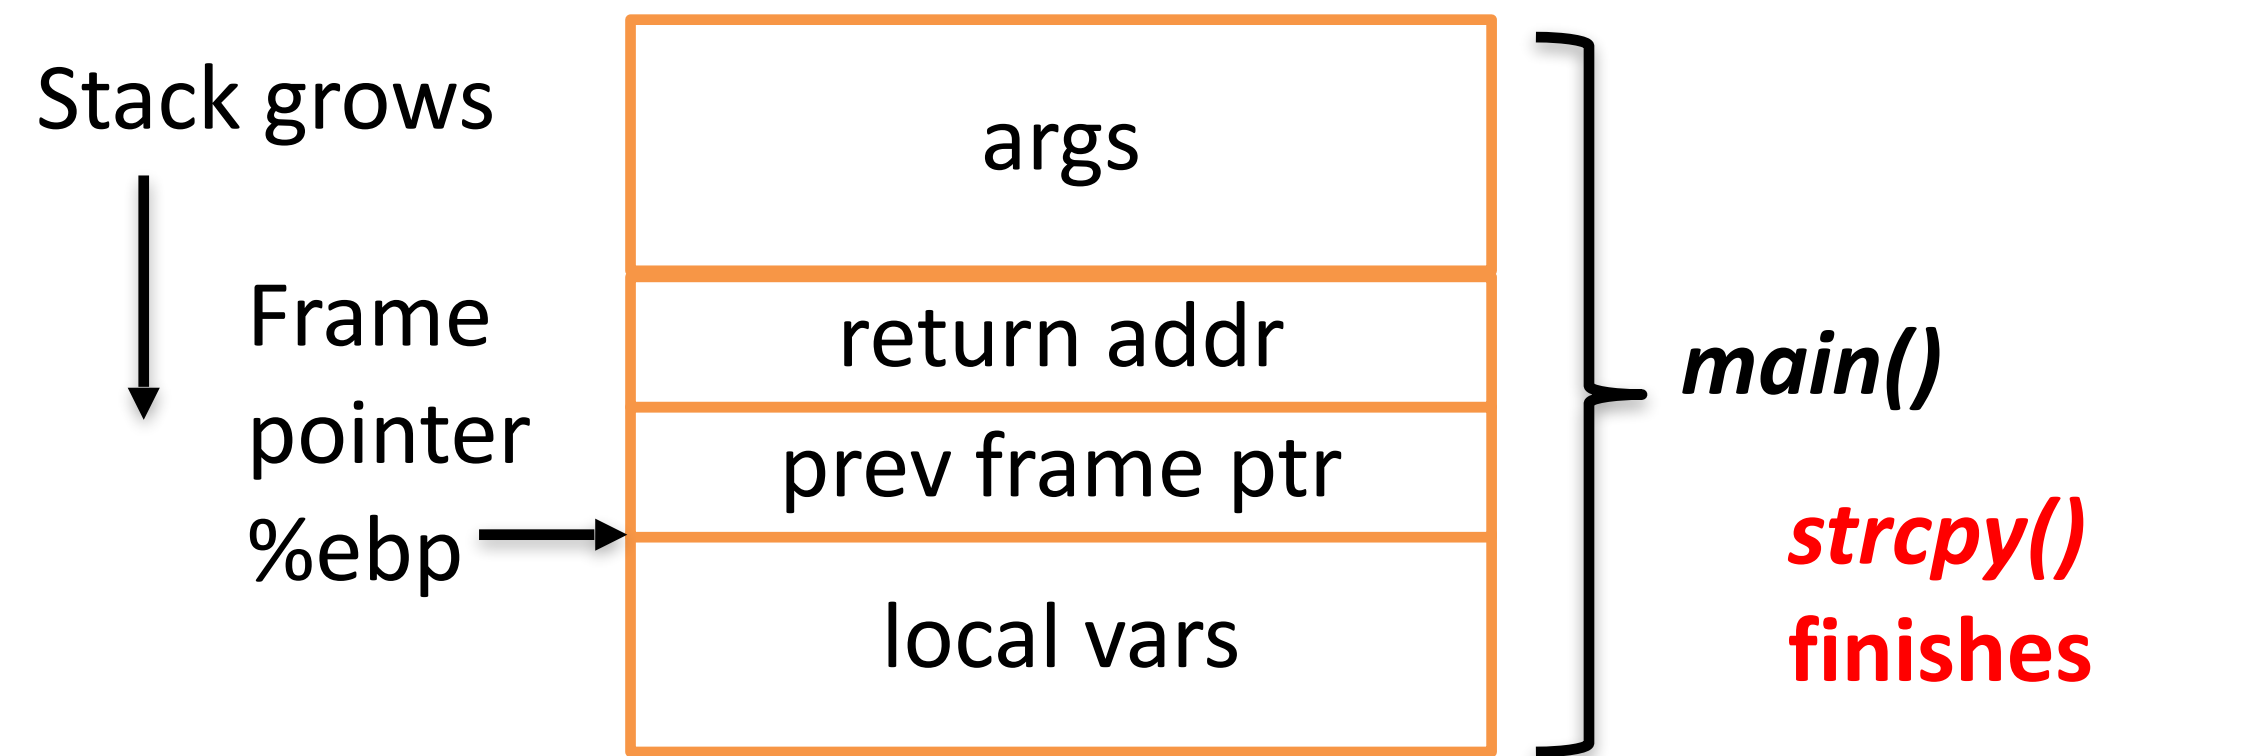 Stack grows
Frame
pointer
%ebp
args
return addr
prev frame ptr
local vars
main()
strcpy()
finishes